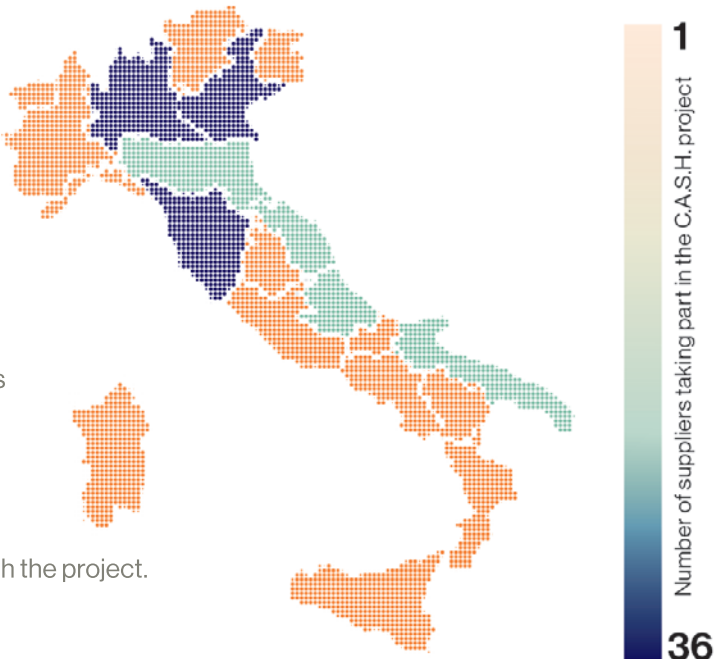 1
Number of suppliers taking part in the C.A.S.H. project
s
h the project.
36